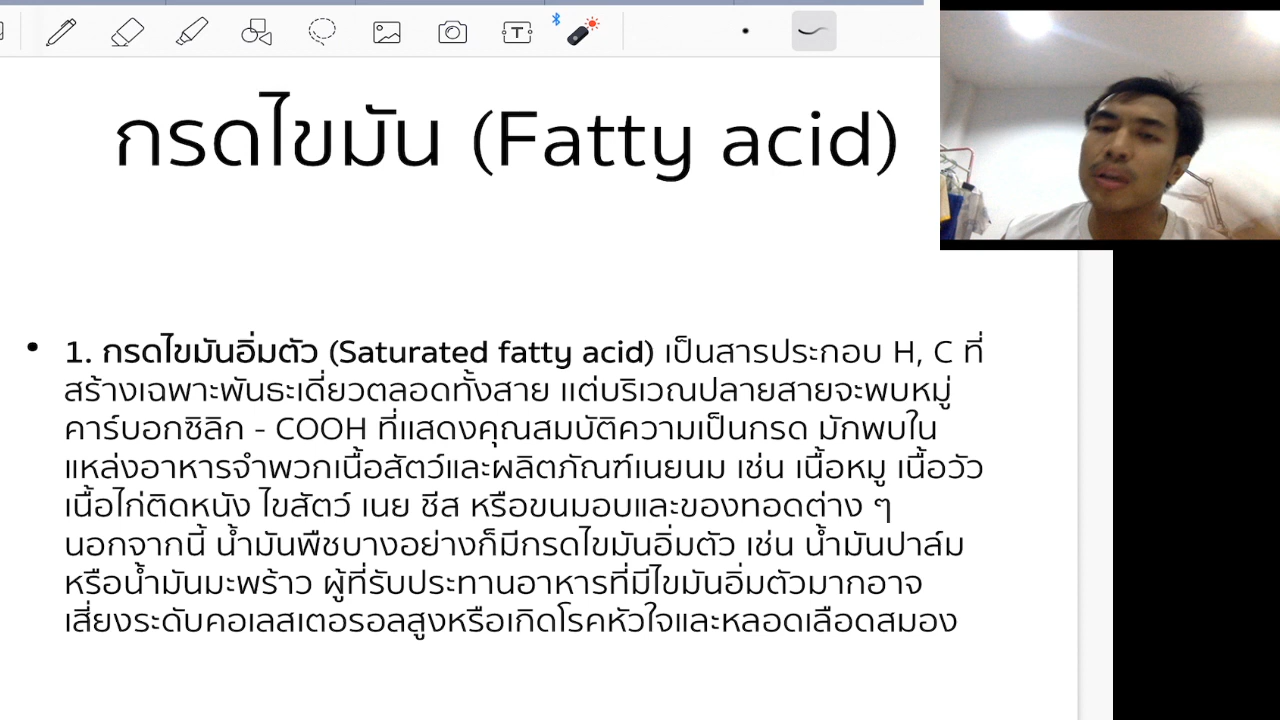 กรดไขมัน (Fatty acid)
• 1. กรดไขมันอิ่มตัว (Saturated fatty acid) เป็นสารประกอบ H, C ที่
สร้างเฉพาะพันธะเดี่ยวตลอดทั้งสาย แต่บริเวณปลายสายจะพบหมู่
คาร์บอกซิลิก - COOH ที่แสดงคุณสมบัติความเป็นกรด มักพบใน
แหล่งอาหารจำพวกเนื้อสัตว์และผลิตภัณฑ์เนยนม เช่น เนื้อหมู เนื้อวัว
เนื้อไก่ติดหนัง ไขสัตว์ เนย ชีส หรือขนมอบและของทอดต่าง ๆ
นอกจากนี้ น้ำมันพืชบางอย่างก็มีกรดไขมันอิ่มตัว เช่น น้ำมันปาล์ม
หรือน้ำมันมะพร้าว ผู้ที่รับประทานอาหารที่มีไขมันอิ่มตัวมากอาจ
เสี่ยงระดับคอเลสเตอรอลสูงหรือเกิดโรคหัวใจและหลอดเลือดสมอง